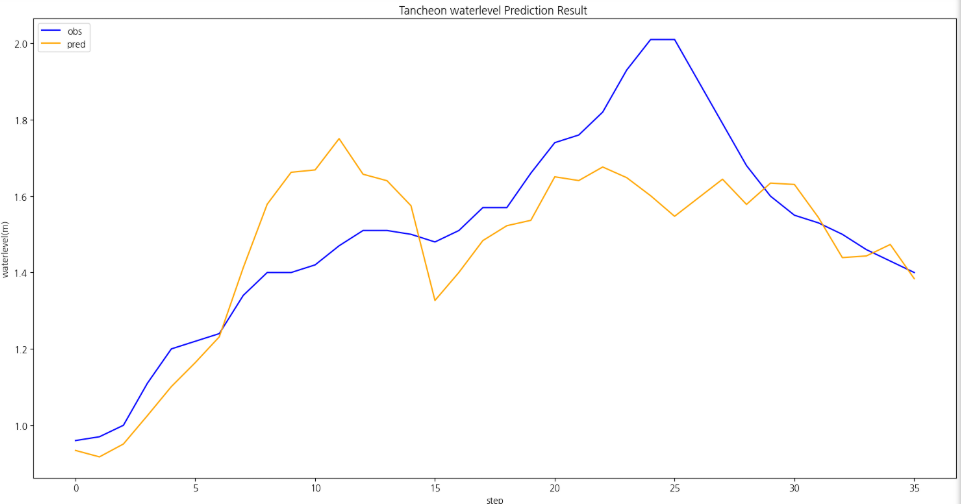 Tancheon waterlevel Prediction Result
obs
pred
waterlevel(m)
2.0
1.8
1.6
1.4
1.2
1.0
0 5 10 15 20 25 30 35
step